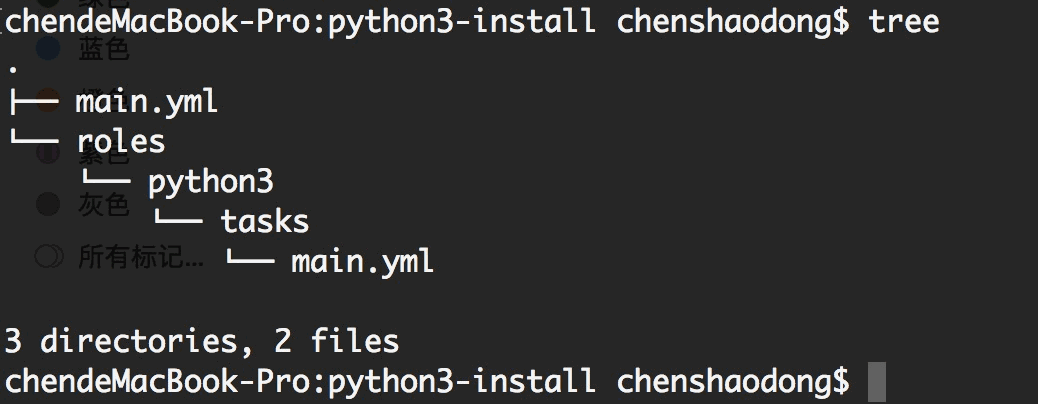 chendeMacBook-Pro:python3-install chenshaodong$ tree
蓝色
.
├── main.yml
└── roles
紫色
└── python3
灰色
└── tasks
所有标记...
└── main.yml
3 directories, 2 files
chendeMacBook-Pro:python3-install chenshaodong$